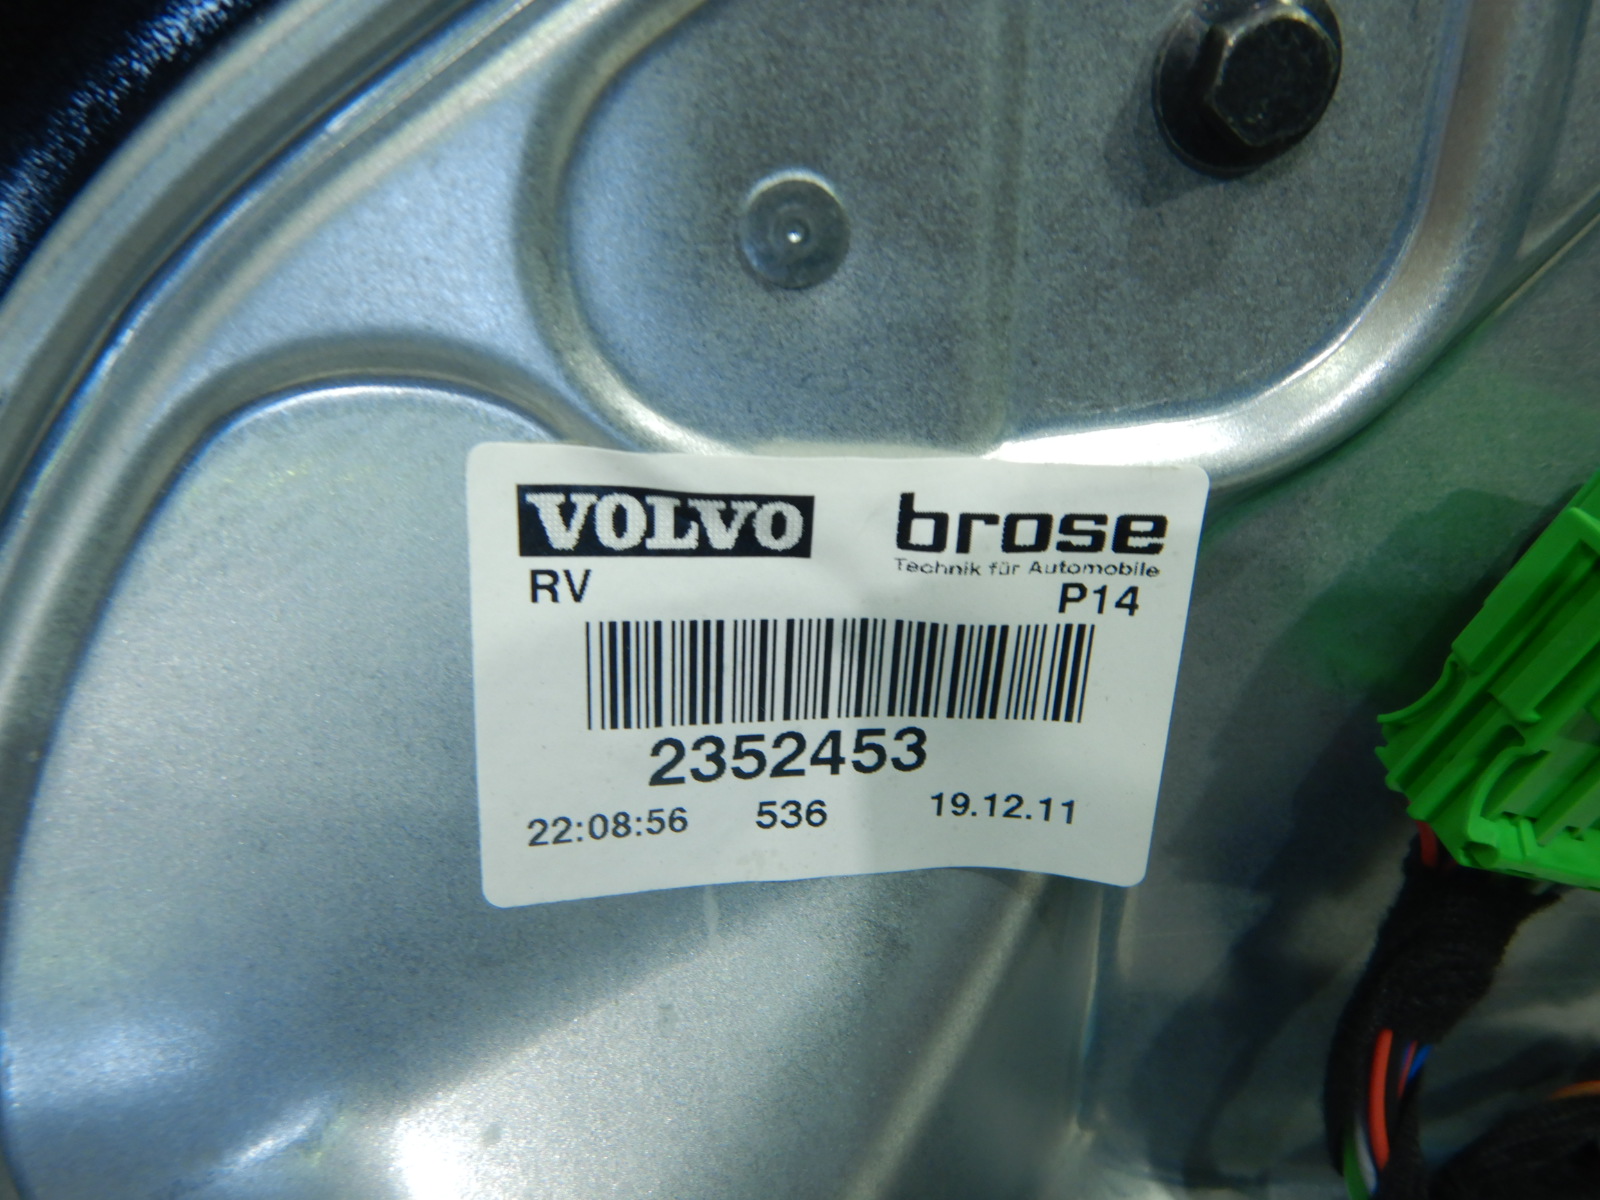 VOLVO brose
Technik für Automobile
RV P14
2352453
22:08:56 536 19.12.11